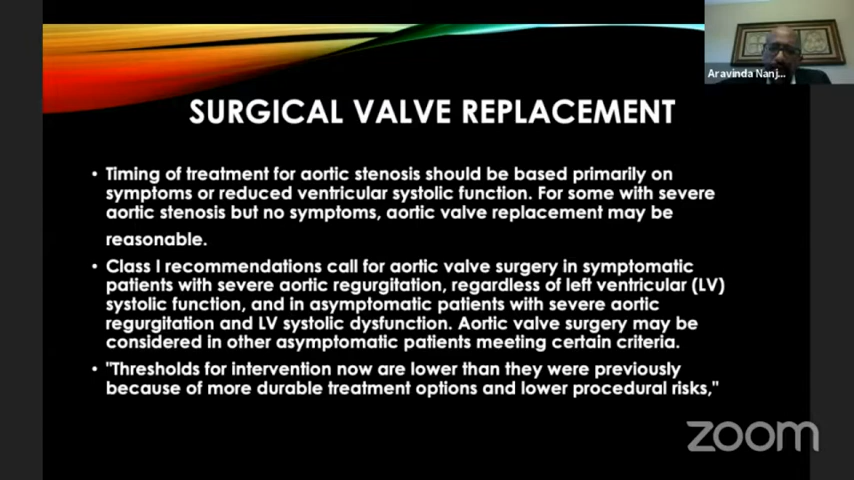 Aravinda Nanj...
SURGICAL VALVE REPLACEMENT
• Timing of treatment for aortic stenosis should be based primarily on
symptoms or reduced ventricular systolic function. For some with severe
aortic stenosis but no symptoms, aortic valve replacement may be
reasonable.
• Class I recommendations call for aortic valve surgery in symptomatic
patients with severe aortic regurgitation, regardless of left ventricular (LV)
systolic function, and in asymptomatic patients with severe aortic
regurgitation and LV systolic dysfunction. Aortic valve surgery may be
considered in other asymptomatic patients meeting certain criteria.
• "Thresholds for intervention now are lower than they were previously
because of more durable treatment options and lower procedural risks,"
zoom